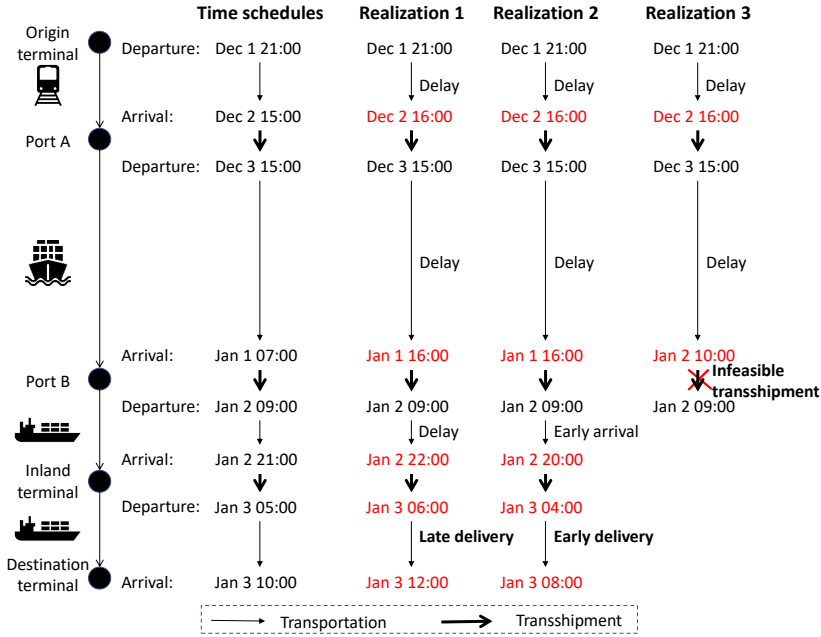 Time schedules Realization 1 Realization 2 Realization 3
Origin
terminal
Departure: Dec 1 21:00 Dec 1 21:00 Dec 1 21:00 Dec 1 21:00
Delay Delay Delay
Arrival: Dec 2 15:00 Dec 2 16:00 Dec 2 16:00 Dec 2 16:00
Port A
Departure: Dec 3 15:00 Dec 3 15:00 Dec 3 15:00 Dec 3 15:00
Delay Delay Delay
Arrival: Jan 1 07:00 Jan 1 16:00 Jan 1 16:00 Jan 2 10:00
Port B
Infeasible
transshipment
Departure: Jan 2 09:00 Jan 2 09:00 Jan 2 09:00 Jan 2 09:00
Delay Early arrival
Arrival: Jan 2 21:00 Jan 2 22:00 Jan 2 20:00
Inland
terminal
Departure: Jan 3 05:00 Jan 3 06:00 Jan 3 04:00
Late delivery Early delivery
Destination
terminal
Arrival: Jan 3 10:00 Jan 3 12:00 Jan 3 08:00
Transportation Transshipment